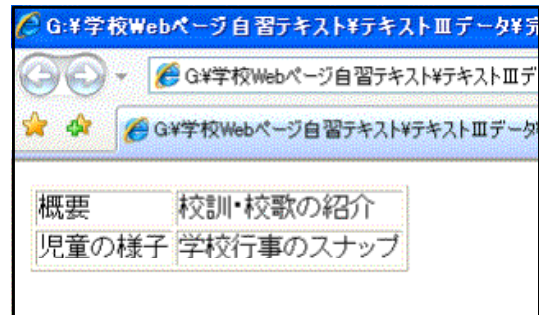 G:¥学校Webページ自習テキスト¥テキストⅢデータ¥完
G:¥学校Webページ自習テキスト¥テキストⅢデ
G:¥学校Webページ自習テキスト¥テキストⅢデータ
概要 校訓・校歌の紹介
児童の様子 学校行事のスナップ